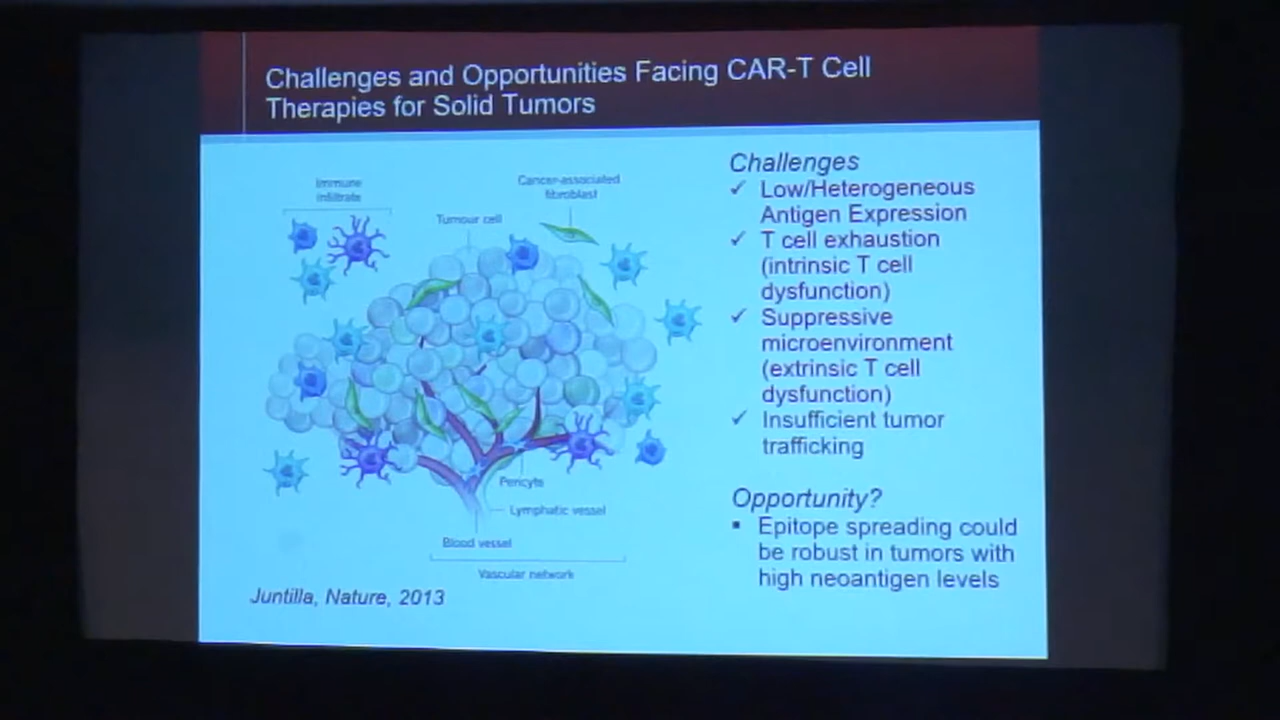 Challenges and Opportunities Facing CAR-T Cell
Therapies for Solid Tumors
Immune
infiltrate
Cancer-associated
fibroblast
Tumour cell
Pericyte
Lymphatic vessel
Blood vessel
Vascular network
Juntilla, Nature, 2013
Challenges
✓ Low/Heterogeneous
Antigen Expression
✓ T cell exhaustion
(intrinsic T cell
dysfunction)
✓ Suppressive
microenvironment
(extrinsic T cell
dysfunction)
✓ Insufficient tumor
trafficking
Opportunity?
▪ Epitope spreading could
be robust in tumors with
high neoantigen levels